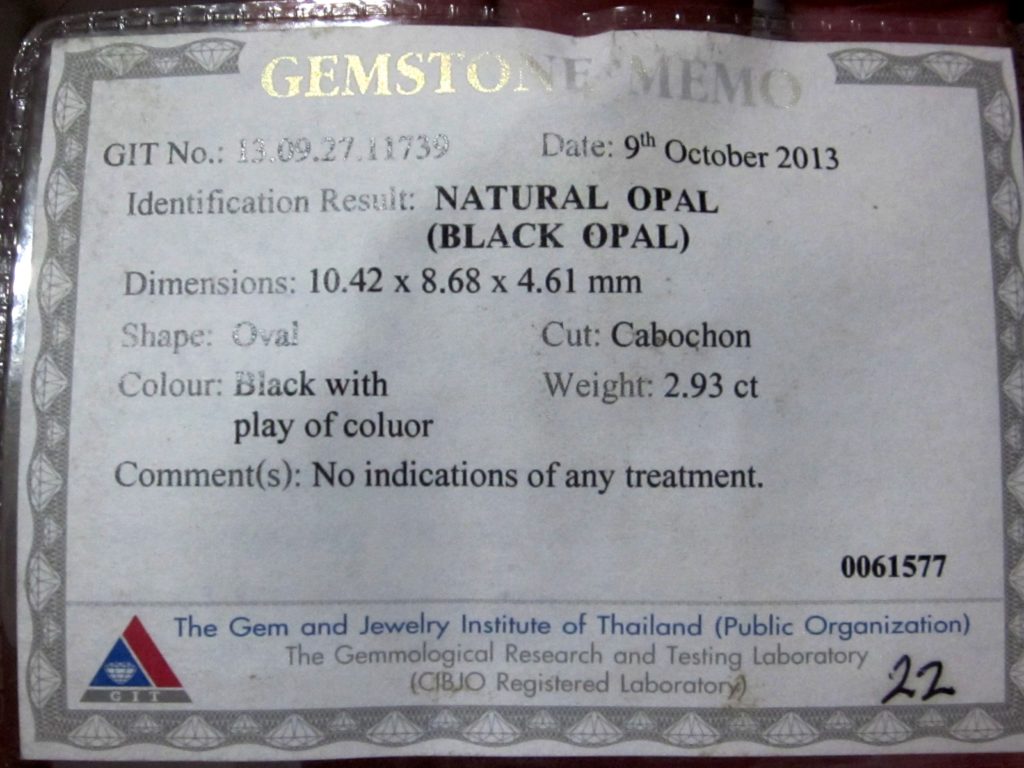 GEMSTONE MEMO
GIT No.: 13.09.27.11739 Date: 9th October 2013
Identification Result: NATURAL OPAL
(BLACK OPAL)
Dimensions: 10.42 x 8.68 x 4.61 mm
Shape: Oval Cut: Cabochon
Colour: Black with Weight: 2.93 ct
play of coluor
Comment(s): No indications of any treatment.
0061577
The Gem and Jewelry Institute of Thailand (Public Organization)
The Gemmological Research and Testing Laboratory
(CIBJO Registered Laboratory)
22
GIT